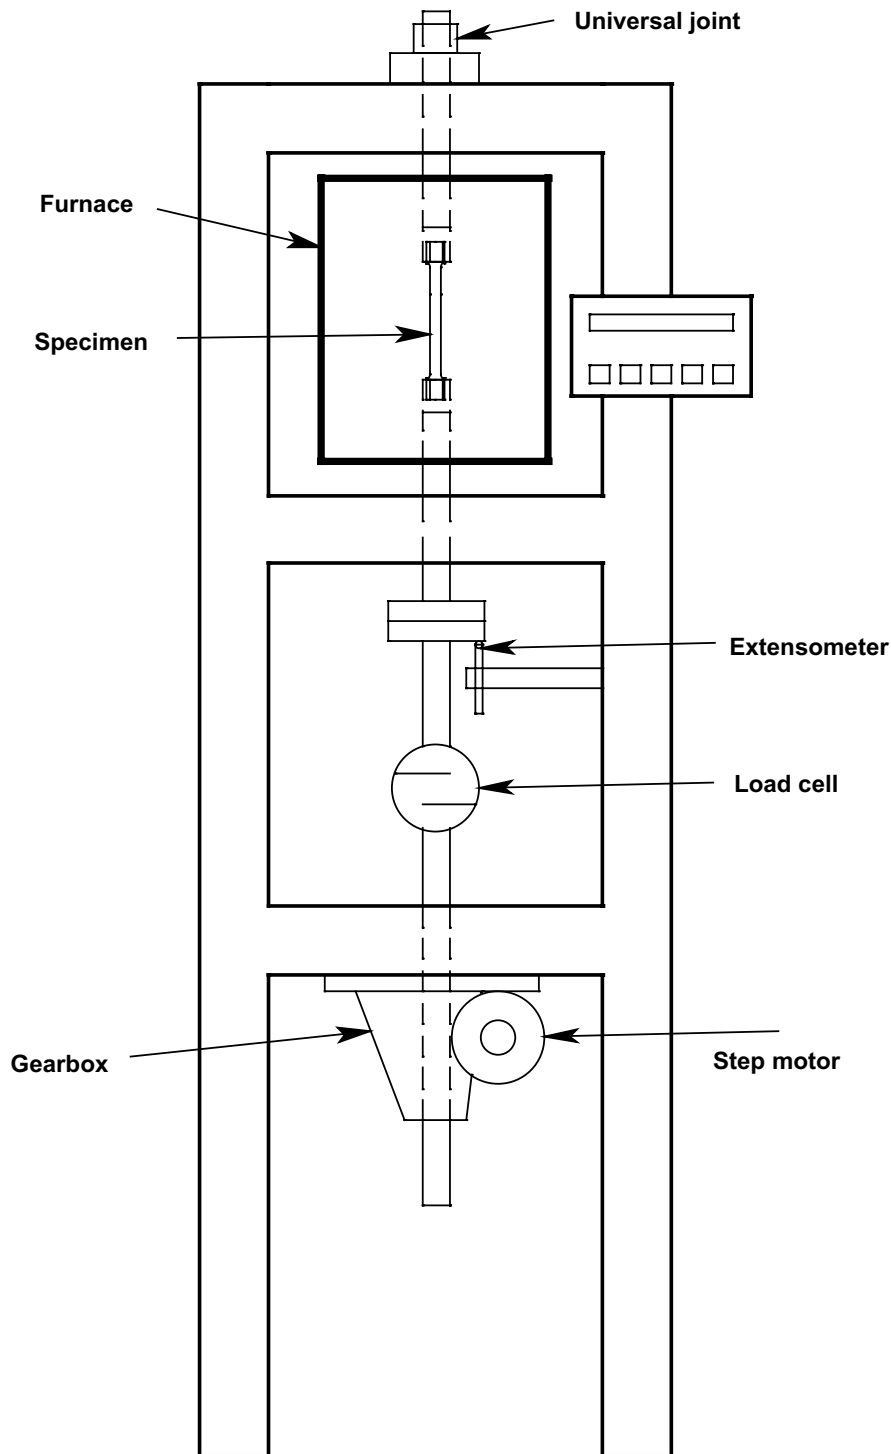 Universal joint
Furnace
Specimen
Extensometer
Load cell
Gearbox
Step motor